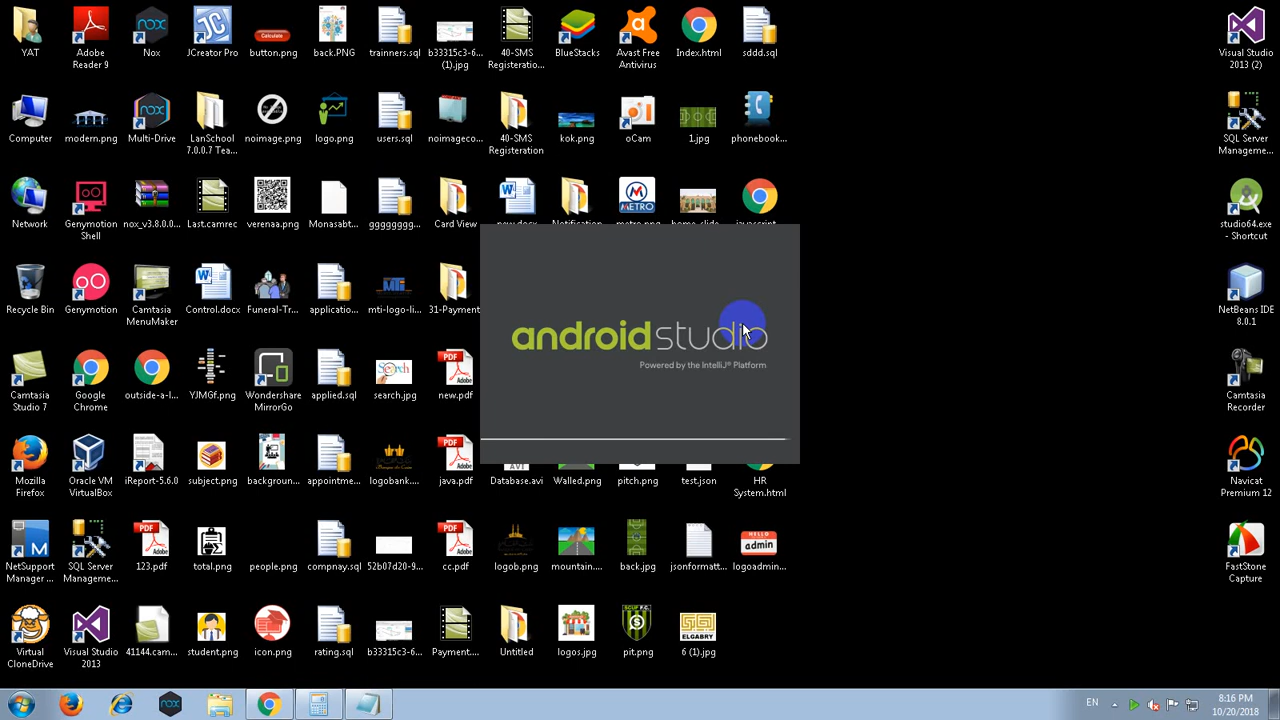 YAT
Adobe
Reader 9
Nox
JCreator Pro
button.png
back.PNG
trainners.sql
b33315c3-6...
(1).jpg
40-SMS
Registratio...
BlueStacks
Avast Free
Antivirus
Index.html
sddd.sql
Visual Studio
2013 (2)
Computer
modern.png
Multi-Drive
LanSchool
7.0.0.7 Tea...
noimage.png
logo.png
users.sql
noimageco...
40-SMS
Registration
kok.png
oCam
1.jpg
phonebook...
SQL Server
Manageme...
Network
Genymotion
Shell
nox_v3.8.0.0...
Last.camrec
verenaa.png
Monasabt...
gggggggg...
Card View
new.docx
METRO
studio64.exe
- Shortcut
Recycle Bin
Genymotion
Camtasia
MenuMaker
Control.docx
Funeral-Tr...
applicatio...
mti-logo-li...
31-Payment
NetBeans IDE
8.0.1
androidstudio
Powered by the IntelliJ® Platform
Camtasia
Studio 7
Google
Chrome
outside-a-l...
YJMGf.png
Wondershare
MirrorGo
applied.sql
search.jpg
new.pdf
Camtasia
Recorder
Mozilla
Firefox
Oracle VM
VirtualBox
iReport-5.6.0
subject.png
backgroun...
appointme...
logobank....
java.pdf
Database.avi
Walled.png
pitch.png
test.json
HR
System.html
Navicat
Premium 12
NetSupport
Manager ...
SQL Server
Manageme...
123.pdf
total.png
people.png
compnay.sql
52b07d20-9...
cc.pdf
logob.png
mountain....
back.jpg
jsonformatt...
HELLO
admin
logoadmin...
FastStone
Capture
Virtual
CloneDrive
Visual Studio
2013
41144.cam...
student.png
icon.png
rating.sql
b33315c3-6...
Payment....
Untitled
logos.jpg
pit.png
ELGABRY
6 (1).jpg
EN
8:16 PM
10/20/2018